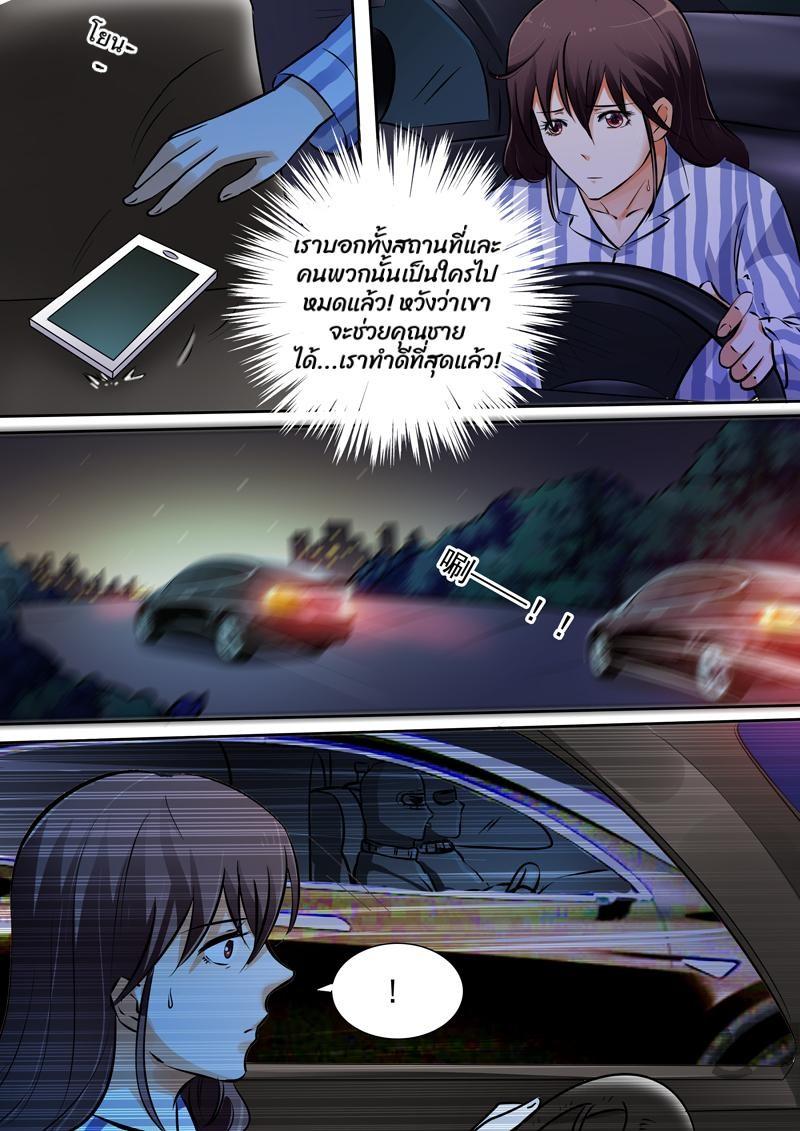 โยน-
-
เราบอกทั้งสถานที่และ
คนพวกนั้นเป็นใครไป
หมดแล้ว! หวังว่าเขา
จะช่วยคุณชาย
ได้...เราทำดีที่สุดแล้ว!
唰——！！
!